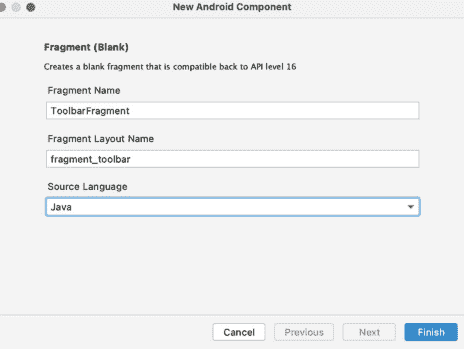 New Android Component
Fragment (Blank)
Creates a blank fragment that is compatible back to API level 16
Fragment Name
ToolbarFragment
Fragment Layout Name
fragment_toolbar
Source Language
Java
Cancel Previous Next Finish